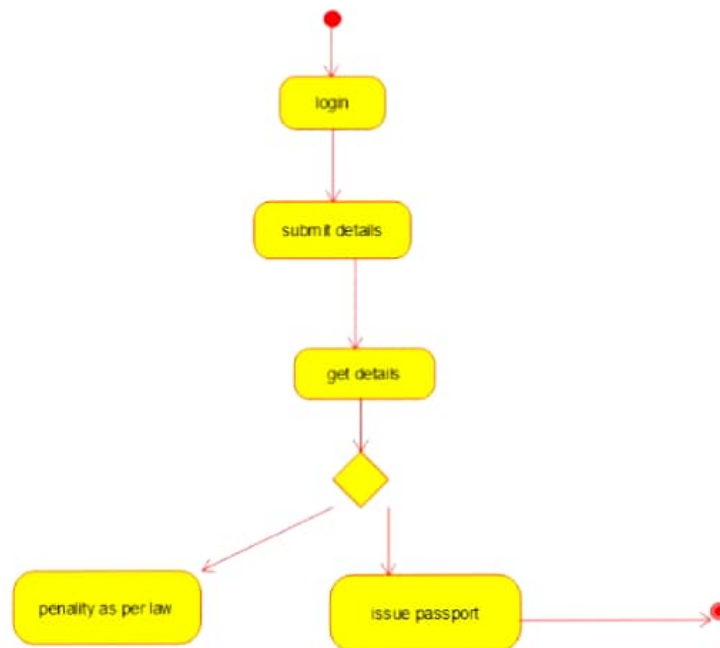 login
submit details
get details
penality as per law
issue passport